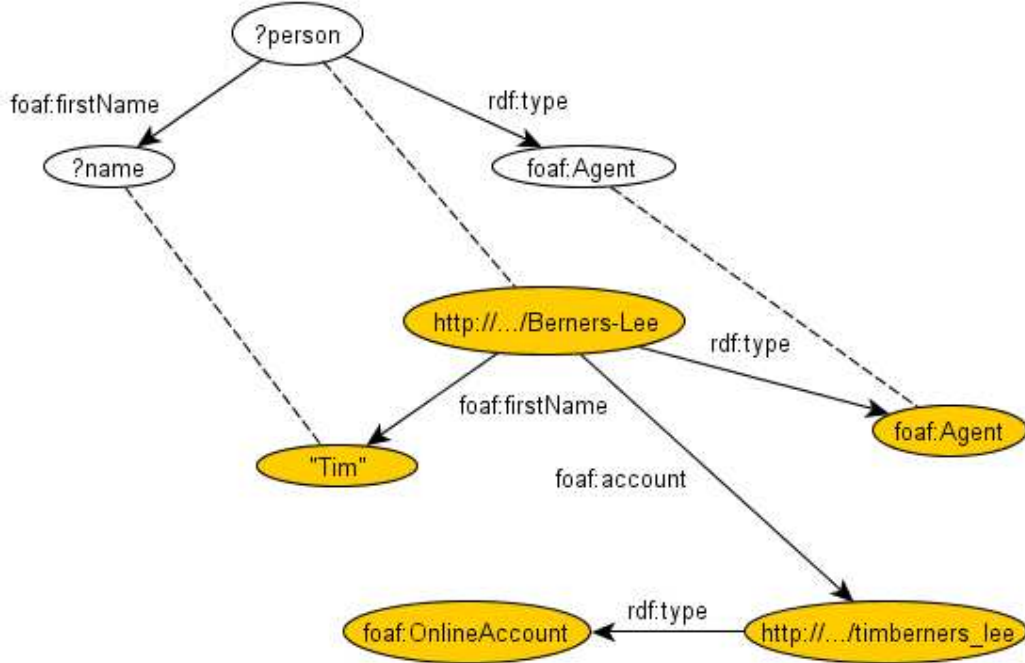 ?person
foaf:firstName
rdf:type
?name
foaf:Agent
http://.../Berners-Lee
rdf:type
foaf:firstName
foaf:Agent
"Tim"
foaf:account
rdf:type
foaf:OnlineAccount
http://.../timberners_lee